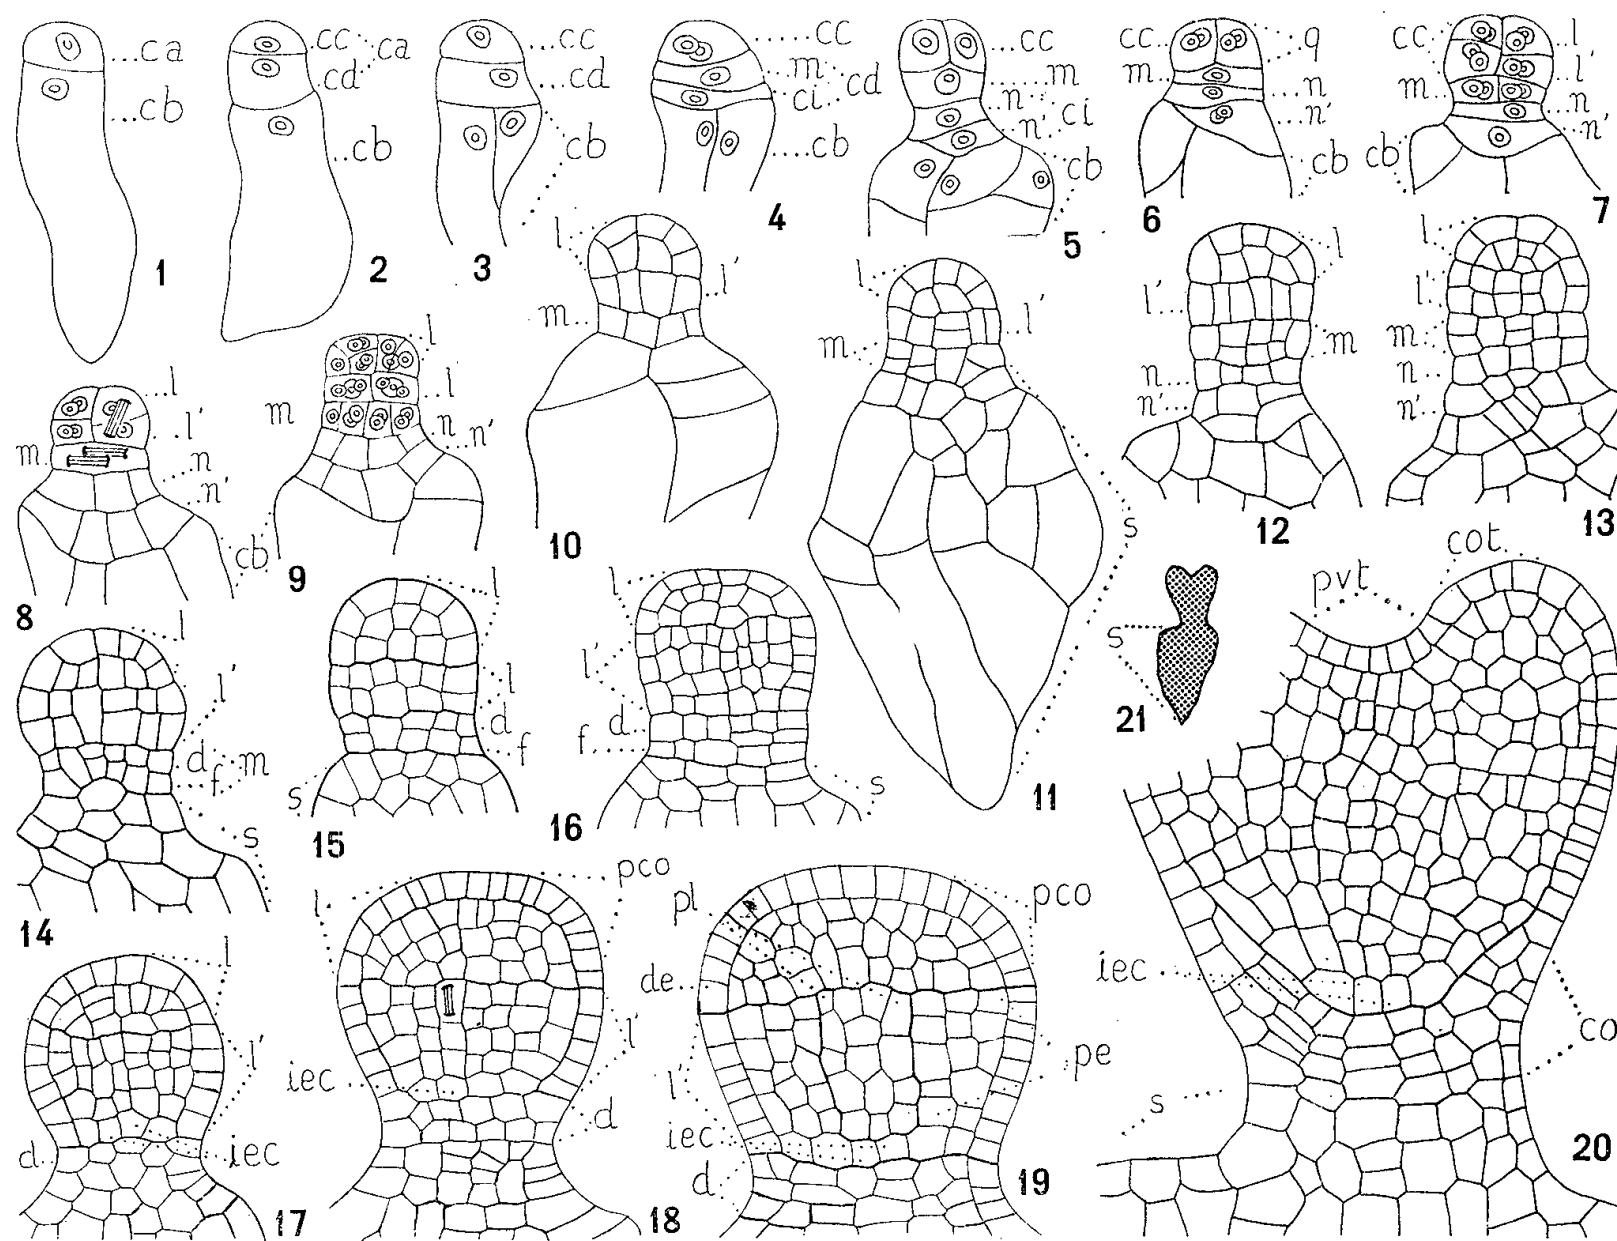 ca
cb
1
cc ca
cd
cb
2
cc
cd
cb
3
cc
m cd
ci
cb
4
cc
m
n ci
n'
cb
5
cc q
m n
n'
cb
6
cc l
l'
m n
n'
cb
7
l
l'
m n
n'
cb
8
l
l
m n
n'
9
l
l'
m
10
l
l'
m
s
11
l
l'
m
n
n'
12
l
l'
m
n
n'
13
l
l'
d m
f
s
14
l
l
d
f
s
15
l
l'
d
f
s
16
l
l'
d iec
17
l pco
l'
iec
d
18
pl pco
de
pe
l'
iec
d
19
cot.
pvt
iec
co
s
20
s
21